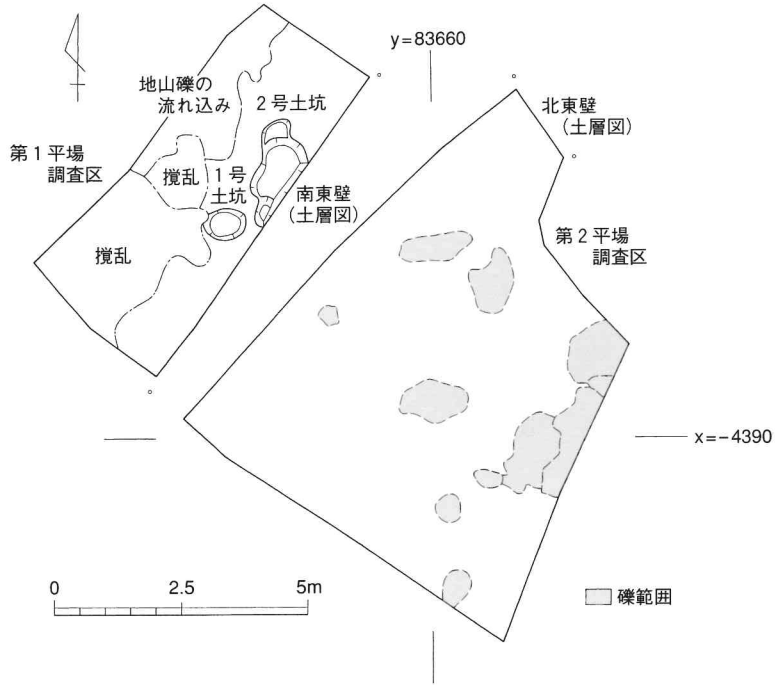 y=83660
地山礫の
流れ込み
2号土坑
北東壁
(土層図)
第1平場
調査区
攪乱
1号
土坑
南東壁
(土層図)
第2平場
調査区
攪乱
x=-4390
0
2.5
5m
礫範囲